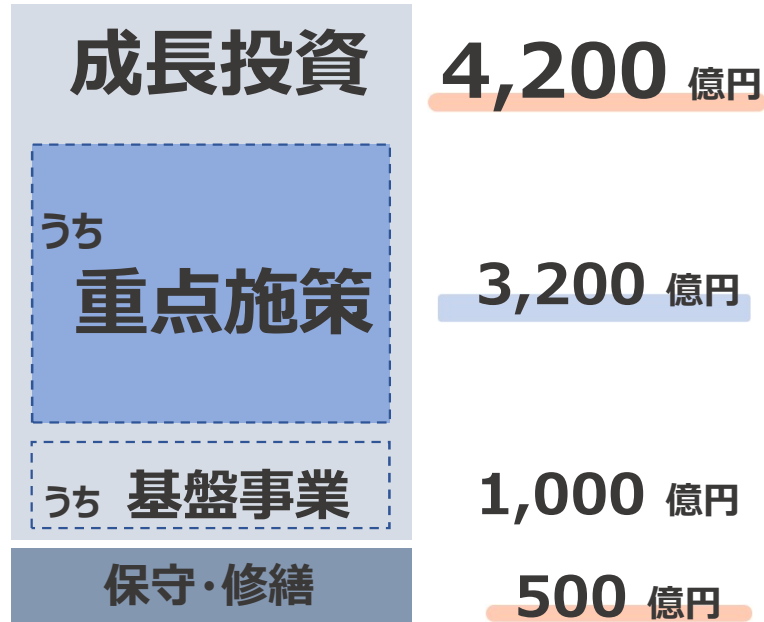 成長投資 4,200 億円
うち
重点施策 3,200 億円
うち 基盤事業 1,000 億円
保守・修繕 500 億円